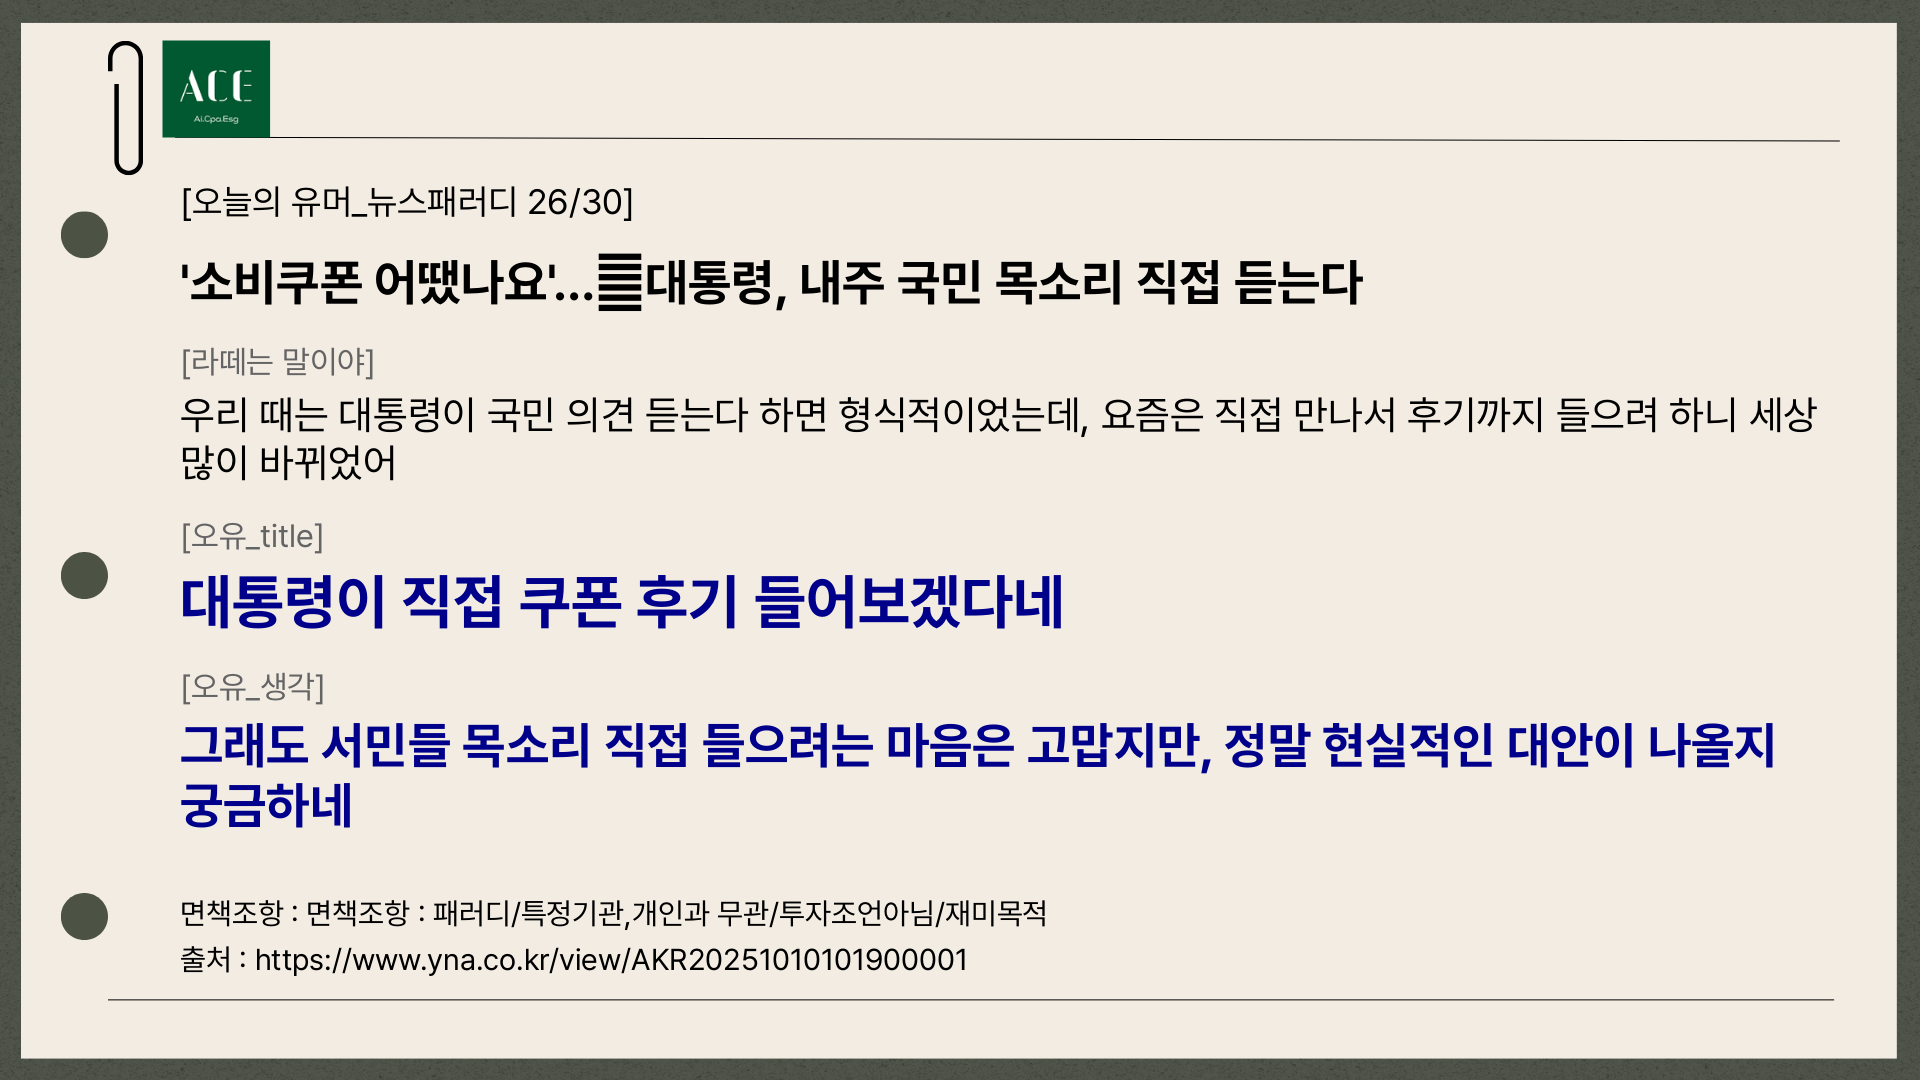 ACE
Ai.Cpa.Esg
[오늘의 유머_뉴스패러디 26/30]
'소비쿠폰 어땠나요'...대통령, 내주 국민 목소리 직접 듣는다
[라떼는 말이야]
우리 때는 대통령이 국민 의견 듣는다 하면 형식적이었는데, 요즘은 직접 만나서 후기까지 들으려 하니 세상
많이 바뀌었어
[오유_title]
대통령이 직접 쿠폰 후기 들어보겠다네
[오유_생각]
그래도 서민들 목소리 직접 들으려는 마음은 고맙지만, 정말 현실적인 대안이 나올지
궁금하네
면책조항 : 면책조항 : 패러디/특정기관,개인과 무관/투자조언아님/재미목적
출처 : https://www.yna.co.kr/view/AKR20251010101900001